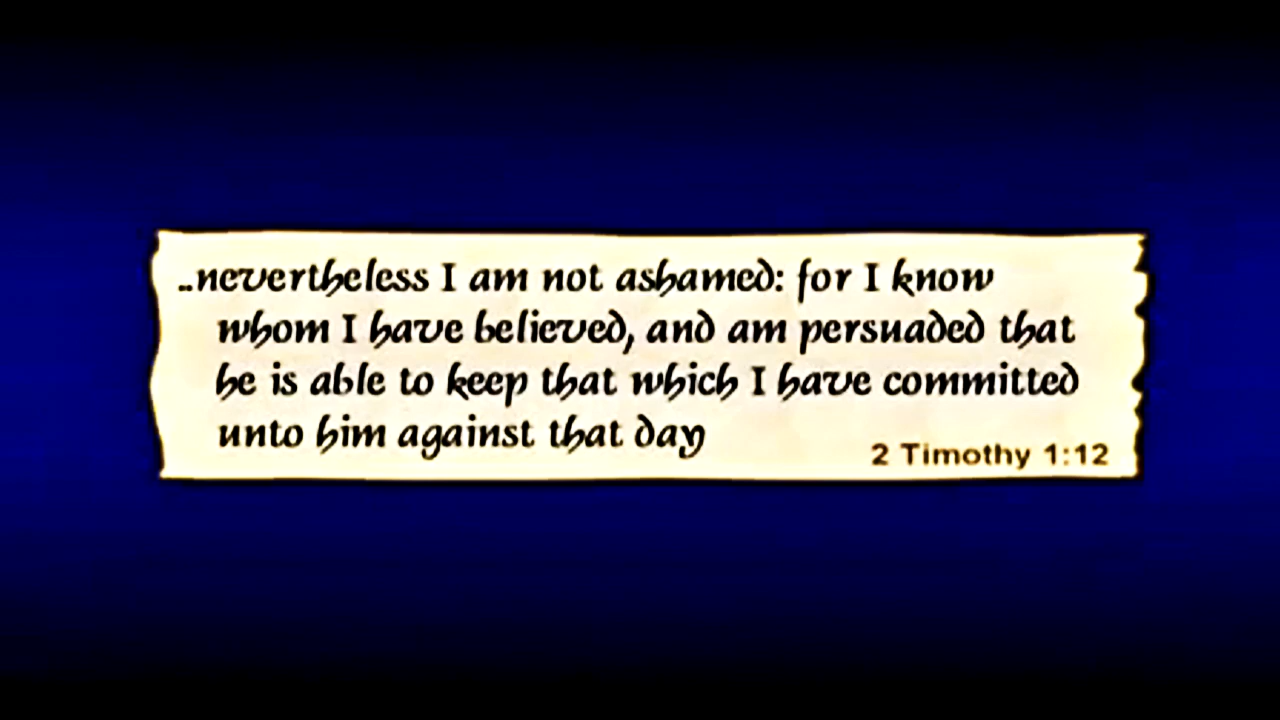 ..nevertheless I am not ashamed: for I know
whom I have believed, and am persuaded that
he is able to keep that which I have committed
unto him against that day
2 Timothy 1:12